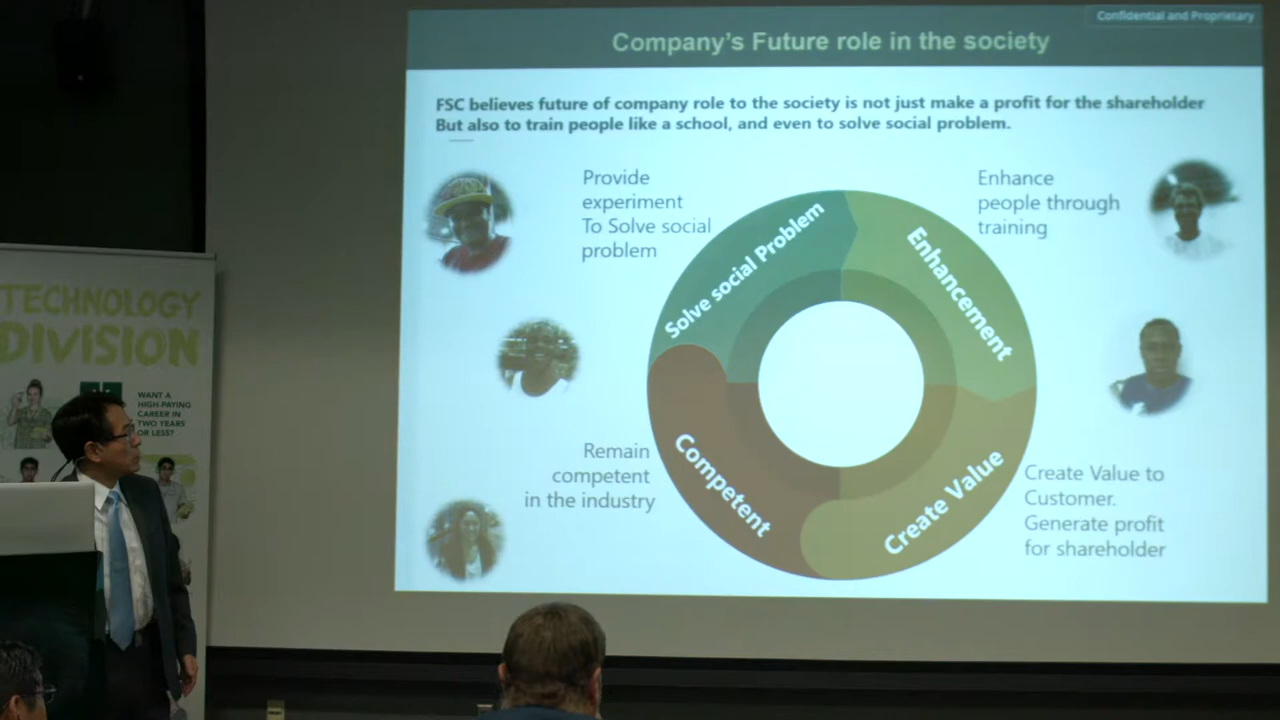 Confidential and Proprietary
Company's Future role in the society
FSC believes future of company role to the society is not just make a profit for the shareholder
But also to train people like a school, and even to solve social problem.
Provide
experiment
To Solve social
problem
Enhance
people through
training
Solve social Problem
Enhancement
Competent
Create Value
Remain
competent
in the industry
Create Value to
Customer.
Generate profit
for shareholder
TECHNOLOGY
DIVISION
WANT A
HIGH-PAYING
CAREER IN
TWO YEARS
OR LESS?